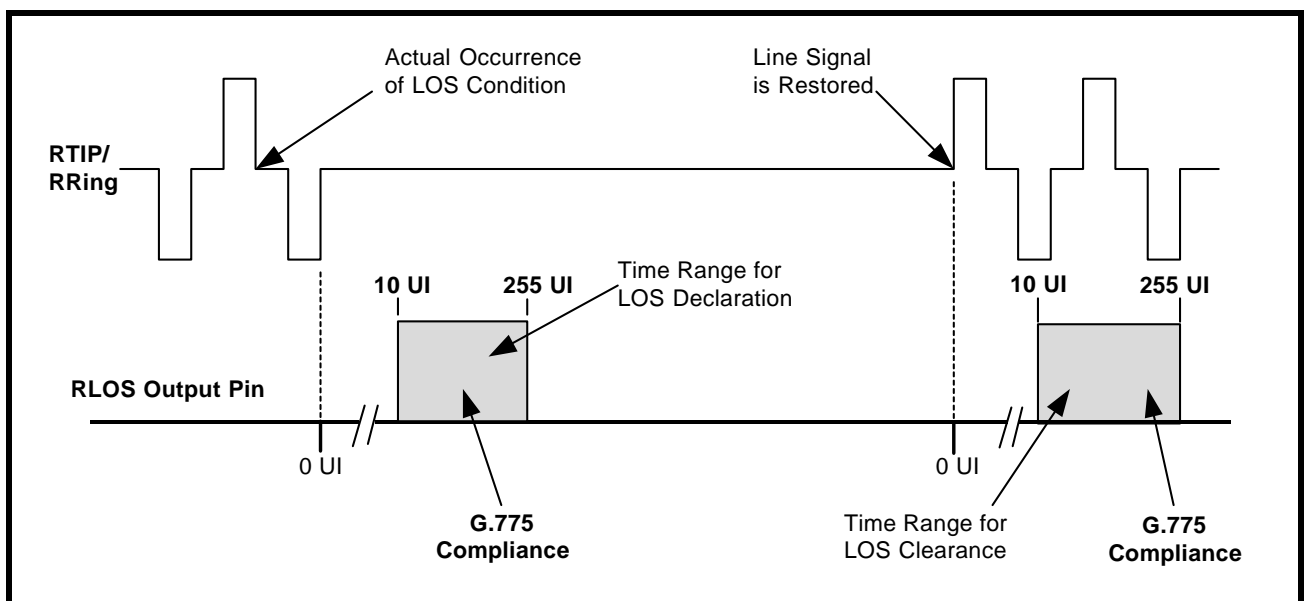 Actual Occurrence
of LOS Condition
Line Signal
is Restored
RTIP/
RRing
Time Range for
LOS Declaration
10 UI
255 UI
10 UI
255 UI
RLOS Output Pin
0 UI
0 UI
G.775
Compliance
Time Range for
LOS Clearance
G.775
Compliance